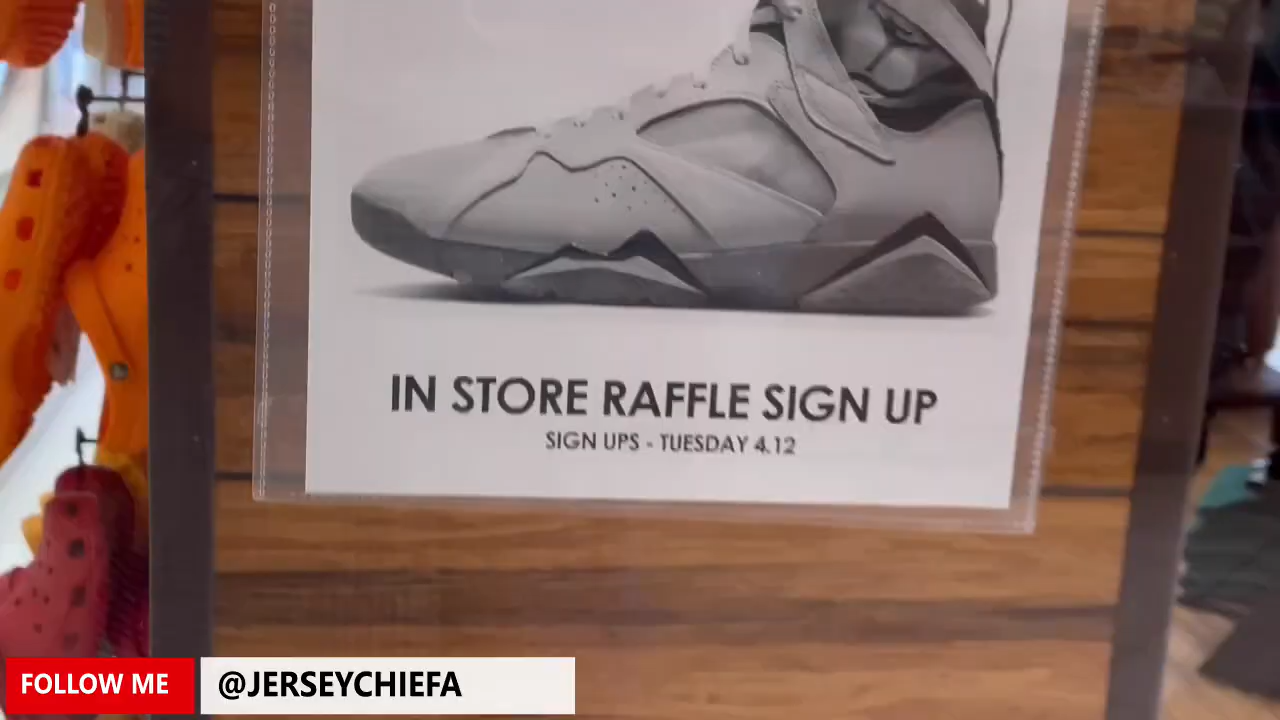 IN STORE RAFFLE SIGN UP
SIGN UPS - TUESDAY 4.12
FOLLOW ME @JERSEYCHIEFA